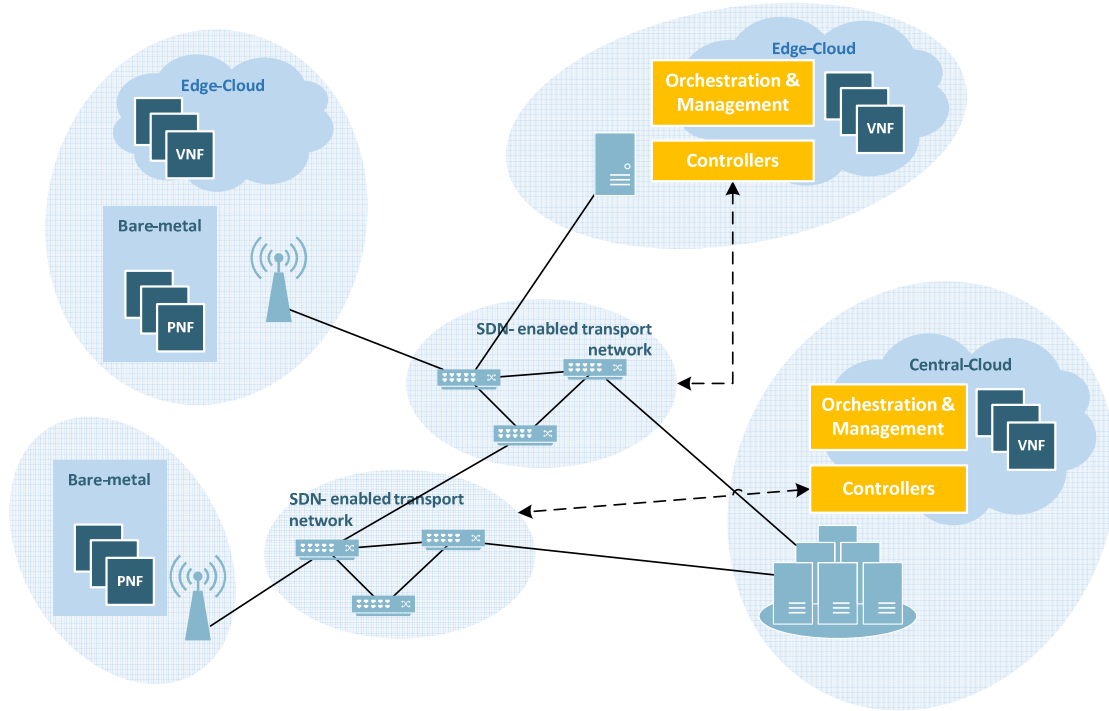 Edge-Cloud
VNF
Bare-metal
PNF
Edge-Cloud
Orchestration &
Management
VNF
Controllers
SDN- enabled transport
network
Central-Cloud
Orchestration &
Management
VNF
Controllers
Bare-metal
PNF
SDN- enabled transport
network